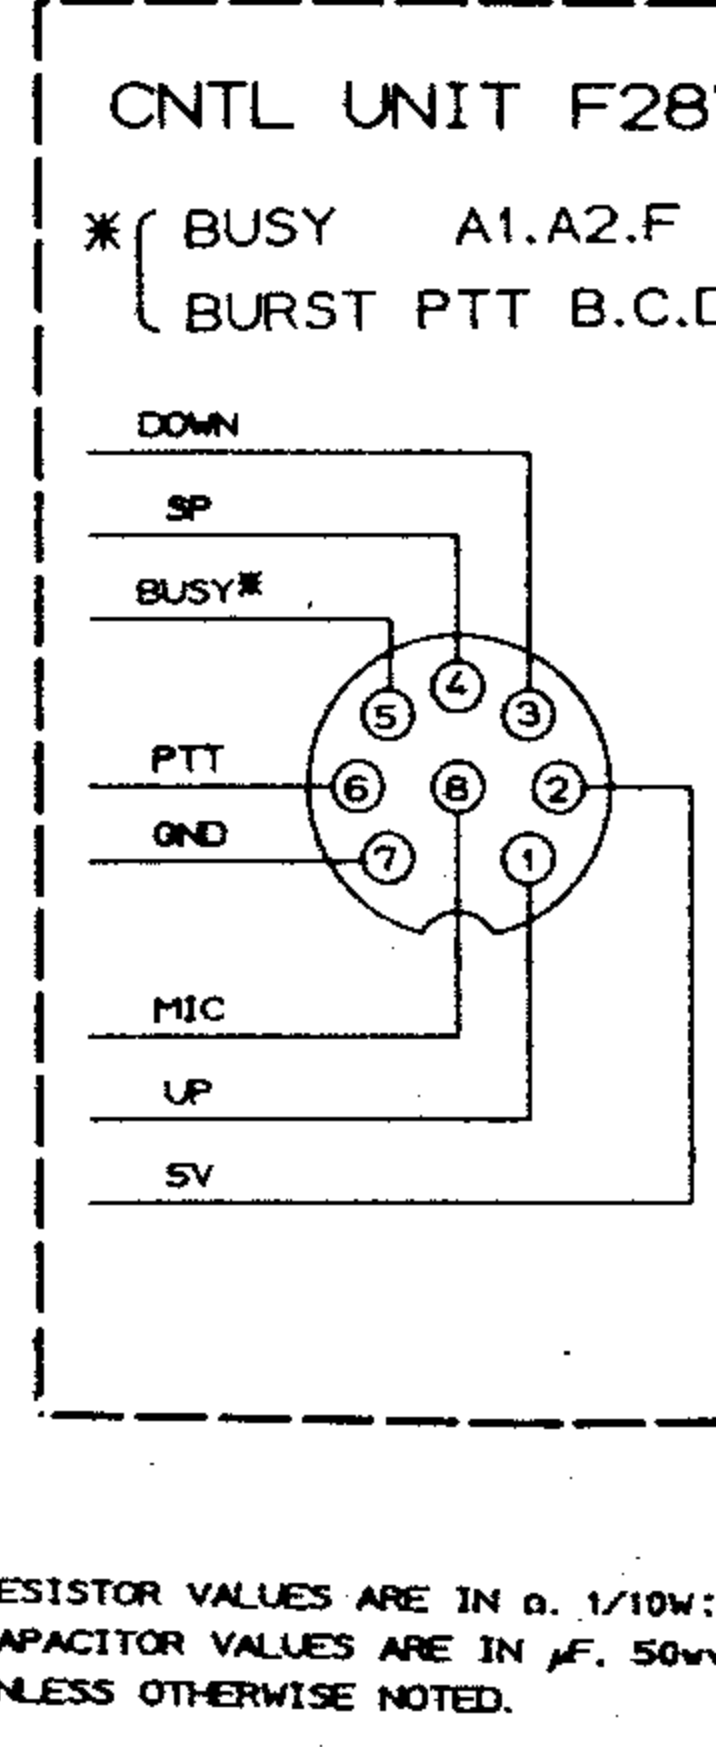 CNTL UNIT F28
* BUSY A1.A2.F
BURST PTT B.C.D
DOWN
SP
BUSY*
4
5 3
PTT
6 8 2
GND
7 1
MIC
UP
5V
ESISTOR VALUES ARE IN Ω. 1/10W:
APACITOR VALUES ARE IN µF. 50wv
NLESS OTHERWISE NOTED.